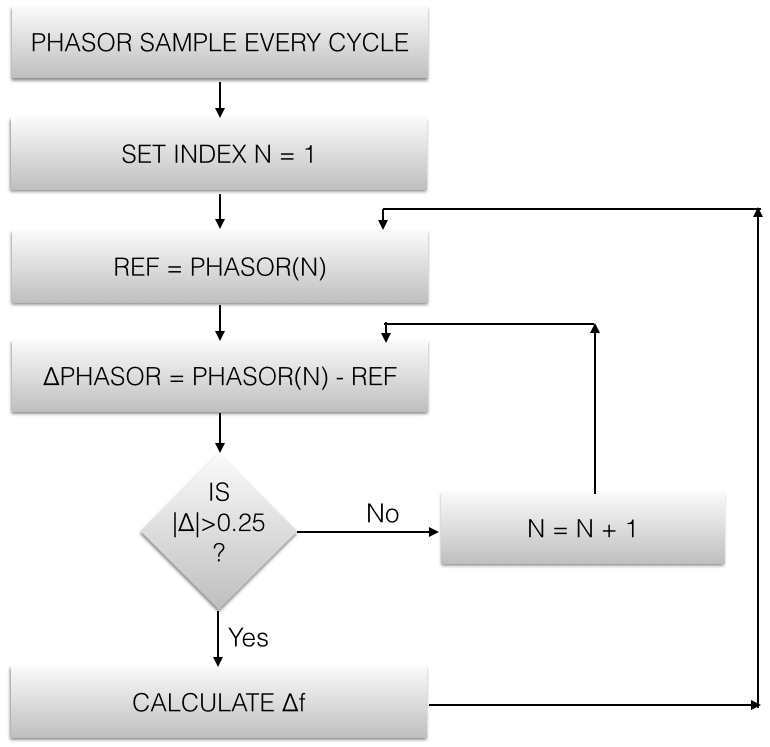 PHASOR SAMPLE EVERY CYCLE
SET INDEX N = 1
REF = PHASOR(N)
ΔPHASOR = PHASOR(N) - REF
IS
|Δ|>0.25
?
No
N = N + 1
Yes
CALCULATE Δf